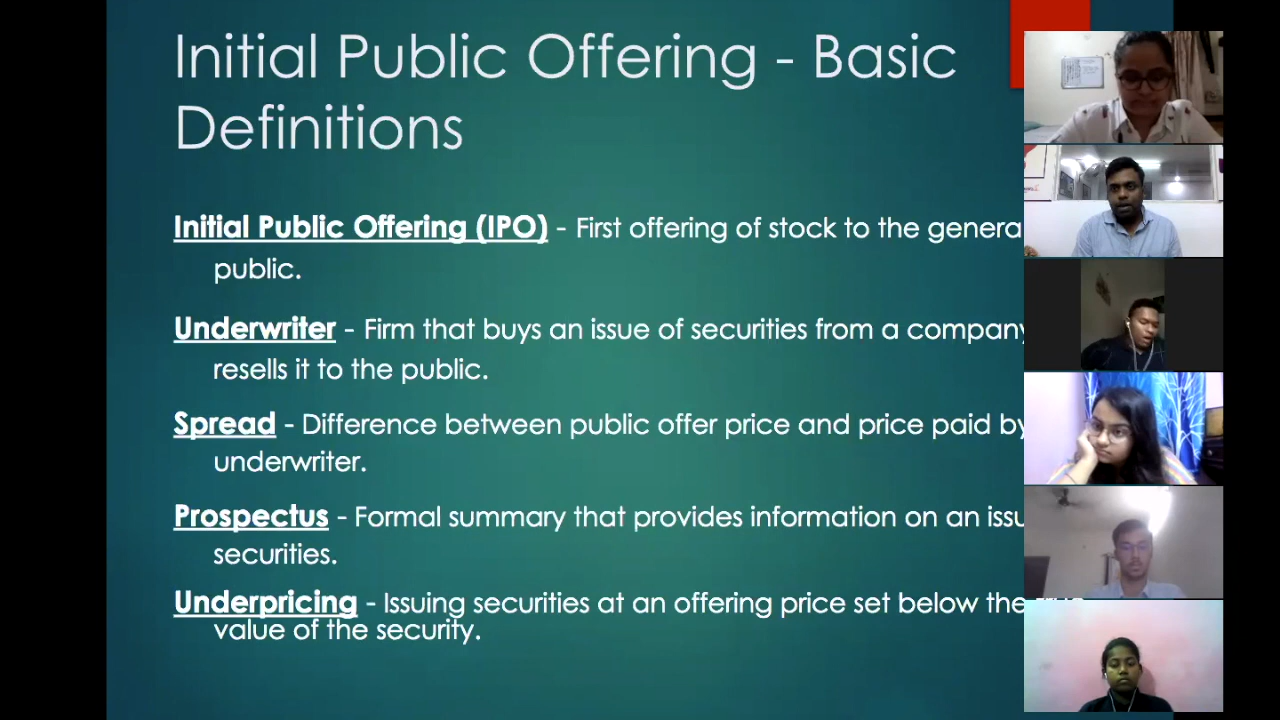 Initial Public Offering - Basic
Definitions
Initial Public Offering (IPO) - First offering of stock to the genera
public.
Underwriter - Firm that buys an issue of securities from a company
resells it to the public.
Spread - Difference between public offer price and price paid by
underwriter.
Prospectus - Formal summary that provides information on an issu
securities.
Underpricing - Issuing securities at an offering price set below the
value of the security.